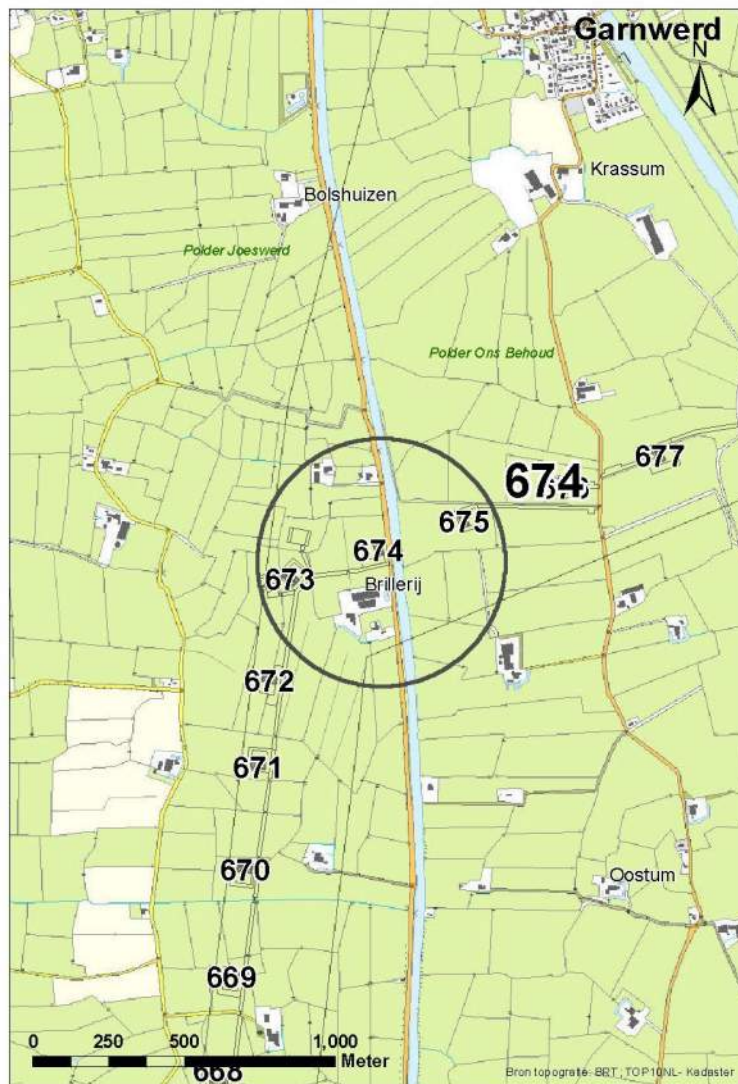 Garnwerd
N
Krassum
Bolshuizen
Polder Joeswerd
Polder Ons Behoud
677
674
675
674
673
Brillerij
672
671
670
Oostum
669
668
0 250 500 1,000
Meter
Bron topografie: BRT, TOP10NL- Kadaster